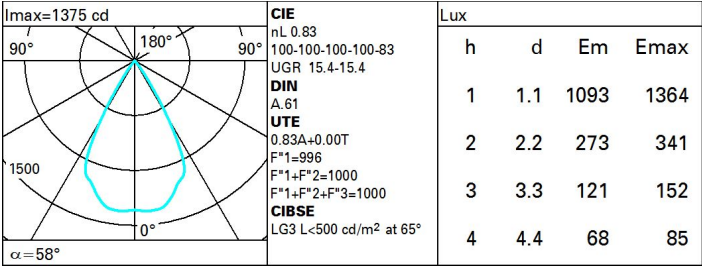 Imax=1375 cd
90°
180°
90°
1500
0°
α=58°
CIE
nL 0.83
100-100-100-100-83
UGR 15.4-15.4
DIN
A.61
UTE
0.83A+0.00T
F"1=996
F"1+F"2=1000
F"1+F"2+F"3=1000
CIBSE
LG3 L<500 cd/m² at 65°
Lux
h d Em Emax
1 1.1 1093 1364
2 2.2 273 341
3 3.3 121 152
4 4.4 68 85